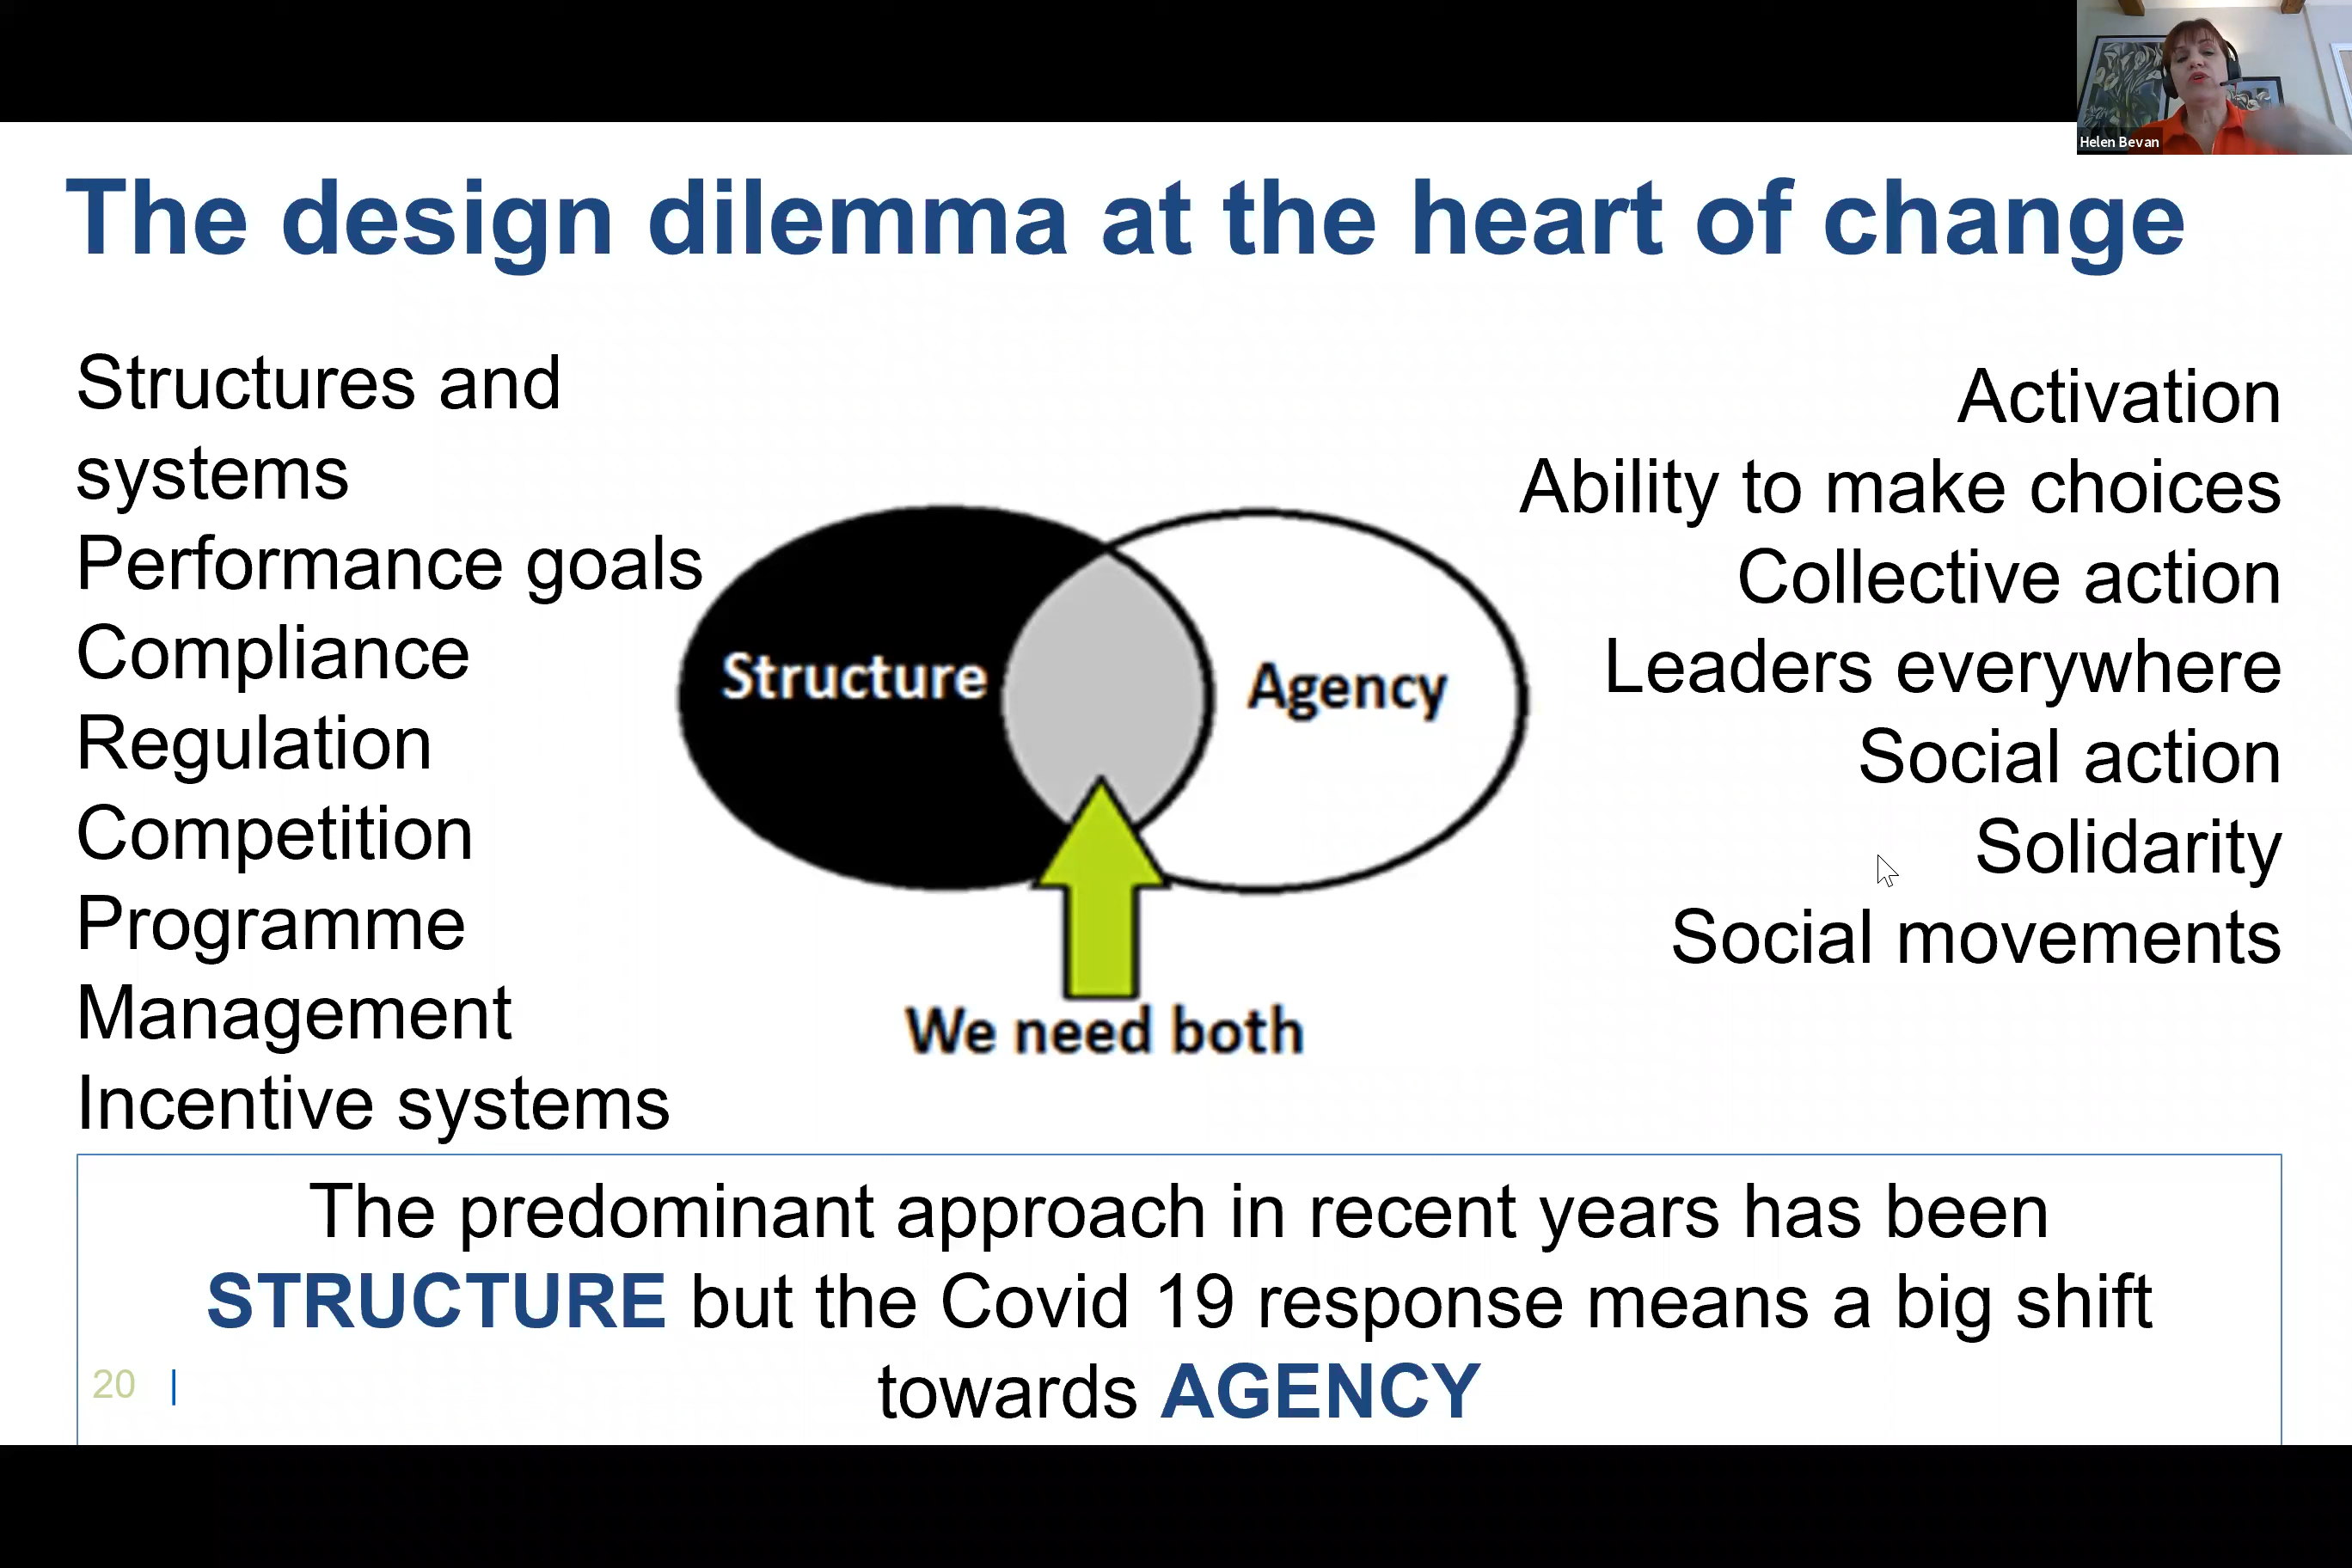 Helen Bevan
The design dilemma at the heart of change
Structures and
systems
Performance goals
Compliance
Regulation
Competition
Programme
Management
Incentive systems
Structure
Agency
We need both
Activation
Ability to make choices
Collective action
Leaders everywhere
Social action
Solidarity
Social movements
The predominant approach in recent years has been
STRUCTURE but the Covid 19 response means a big shift
towards AGENCY
20 |